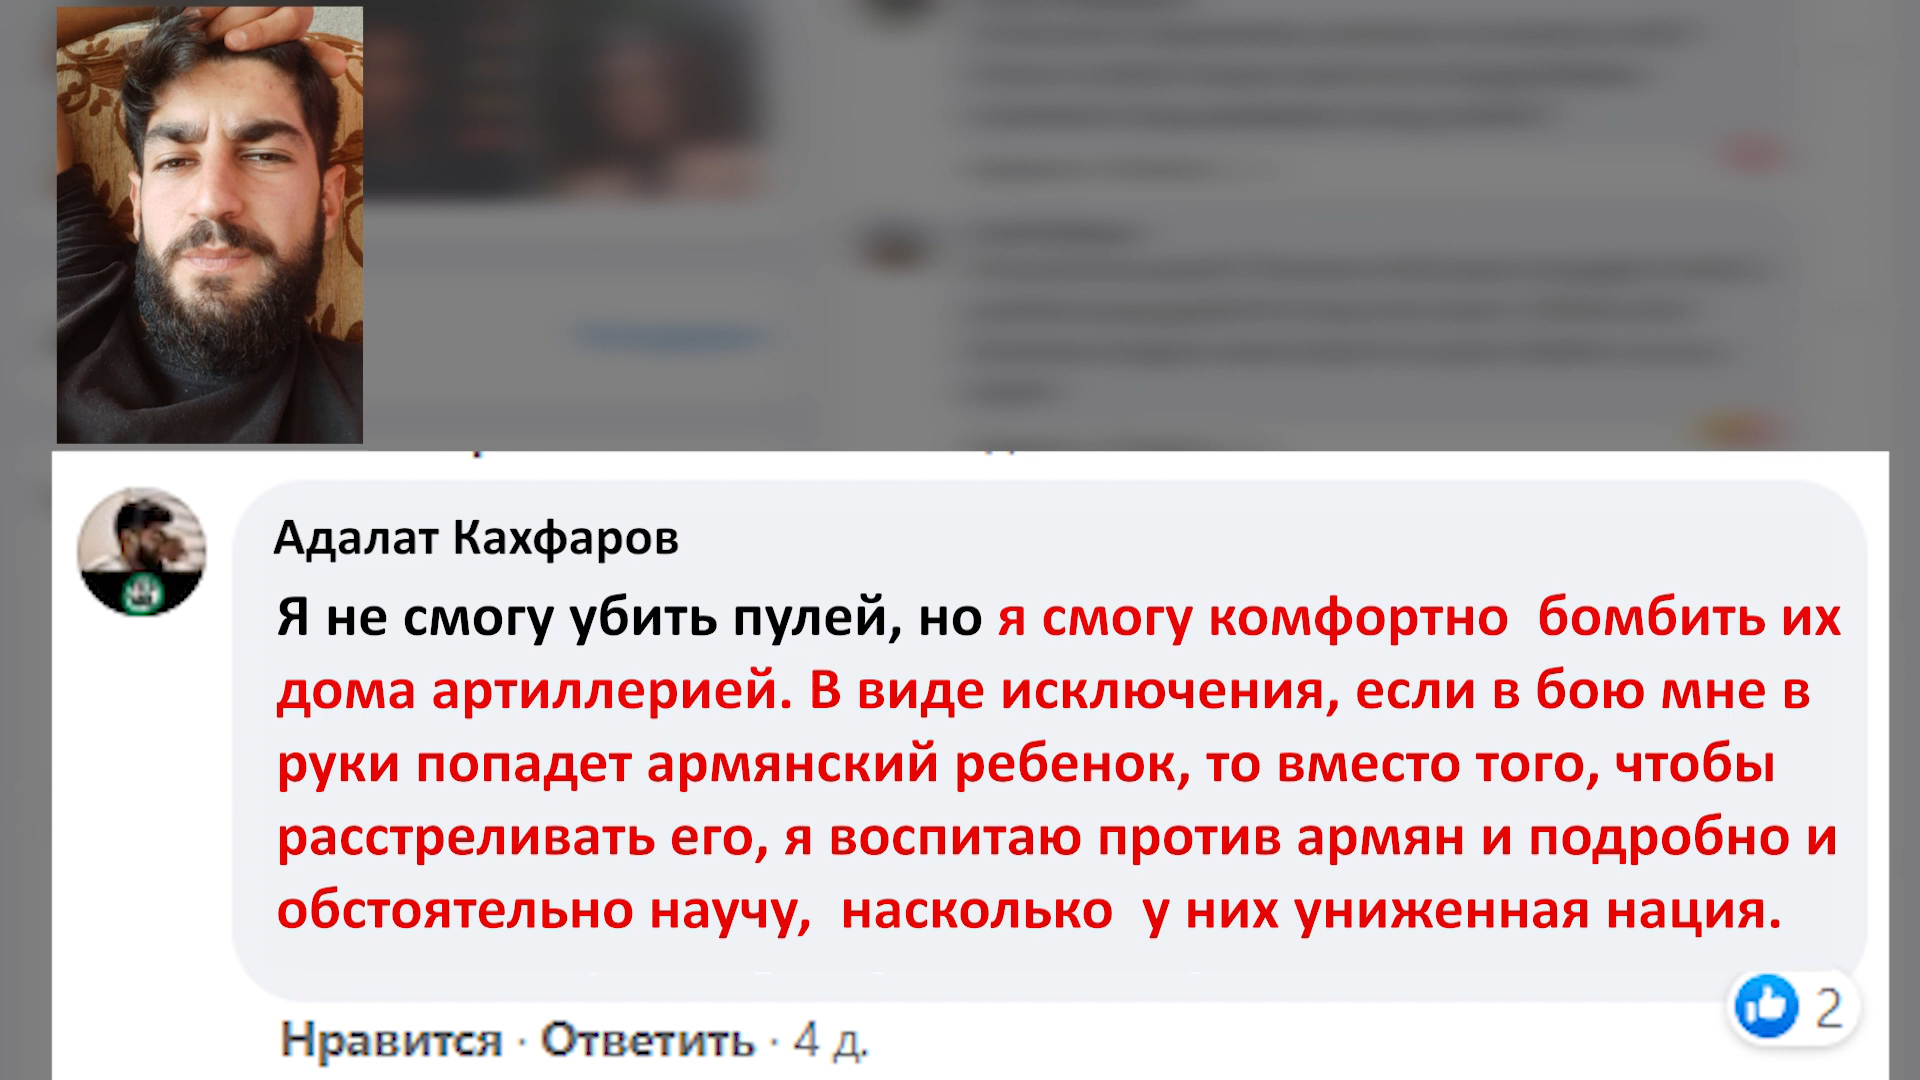 Адалат Кахфаров
Я не смогу убить пулей, но я смогу комфортно бомбить их
дома артиллерией. В виде исключения, если в бою мне в
руки попадет армянский ребенок, то вместо того, чтобы
расстреливать его, я воспитаю против армян и подробно и
обстоятельно научу, насколько у них униженная нация.
Нравится · Ответить · 4 д.
2